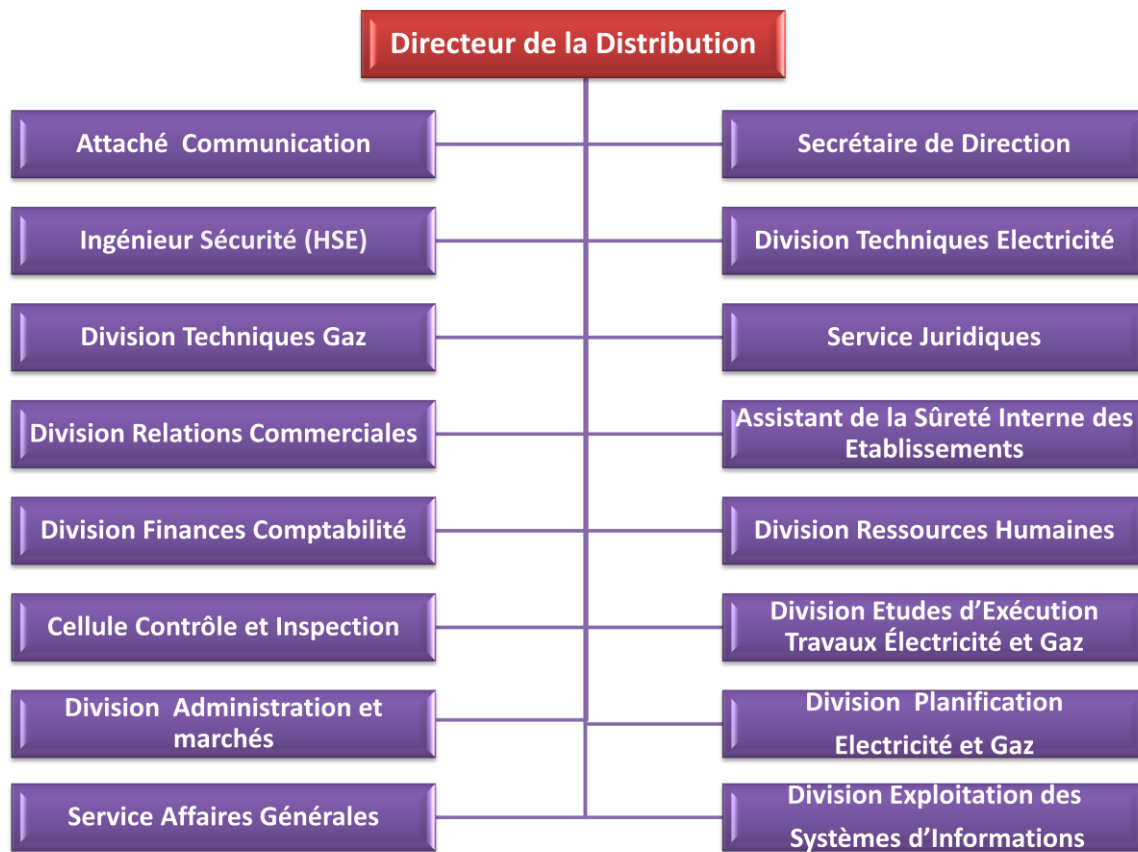 Directeur de la Distribution
Attaché Communication
Secrétaire de Direction
Ingénieur Sécurité (HSE)
Division Techniques Electricité
Division Techniques Gaz
Service Juridiques
Division Relations Commerciales
Assistant de la Sûreté Interne des
Etablissements
Division Finances Comptabilité
Division Ressources Humaines
Cellule Contrôle et Inspection
Division Etudes d’Exécution
Travaux Électricité et Gaz
Division Administration et
marchés
Division Planification
Electricité et Gaz
Service Affaires Générales
Division Exploitation des
Systèmes d’Informations